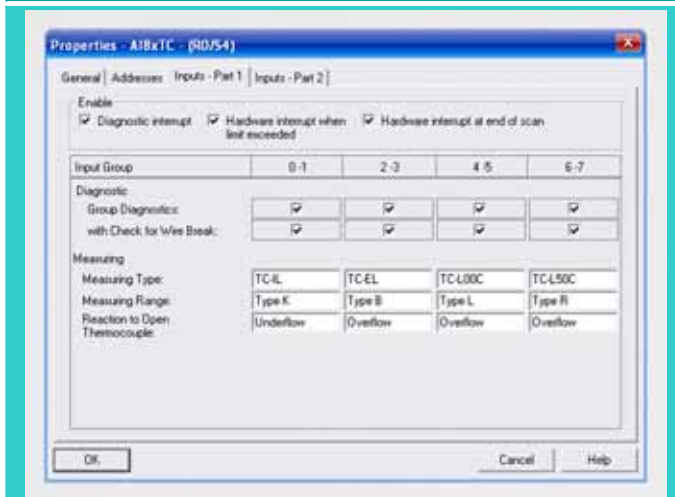 Properties - AI8xTC - (R0/S4)
General Addresses Inputs - Part 1 Inputs - Part 2
Enable
Diagnostic interrupt Hardware interrupt when limit exceeded Hardware interrupt at end of scan
Input Group 0-1 2-3 4-5 6-7
Diagnostic
Group Diagnostics:
with Check for Wire Break:
Measuring
Measuring Type: TC-IL TC-EL TC-L00C TC-L50C
Measuring Range: Type K Type B Type L Type R
Reaction to Open Thermocouple: Underflow Overflow Overflow Overflow
OK Cancel Help